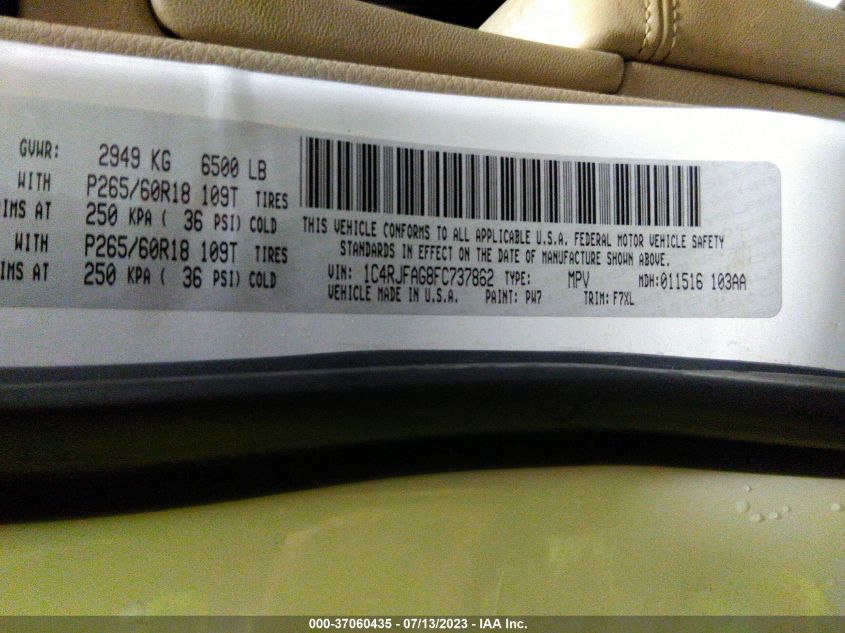 GVWR: 2949 KG 6500 LB
WITH P265/60R18 109T TIRES
IMS AT 250 KPA ( 36 PSI) COLD
WITH P265/60R18 109T TIRES
IMS AT 250 KPA ( 36 PSI) COLD
THIS VEHICLE CONFORMS TO ALL APPLICABLE U.S.A. FEDERAL MOTOR VEHICLE SAFETY
STANDARDS IN EFFECT ON THE DATE OF MANUFACTURE SHOWN ABOVE.
VIN: 1C4RJFAG8FC737862 TYPE: MPV MDH:011516 103AA
VEHICLE MADE IN U.S.A. PAINT: PW7 TRIM: F7XL
000-37060435 - 07/13/2023 - IAA Inc.